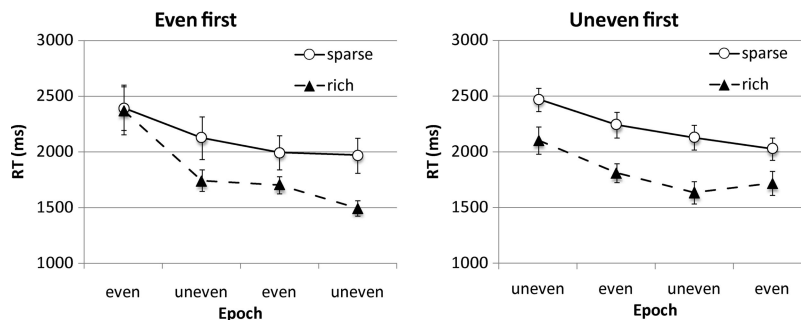 Even first
3000
2500
2000
1500
1000
RT (ms)
sparse
rich
even uneven even uneven
Epoch
Uneven first
3000
2500
2000
1500
1000
RT (ms)
sparse
rich
uneven even uneven even
Epoch